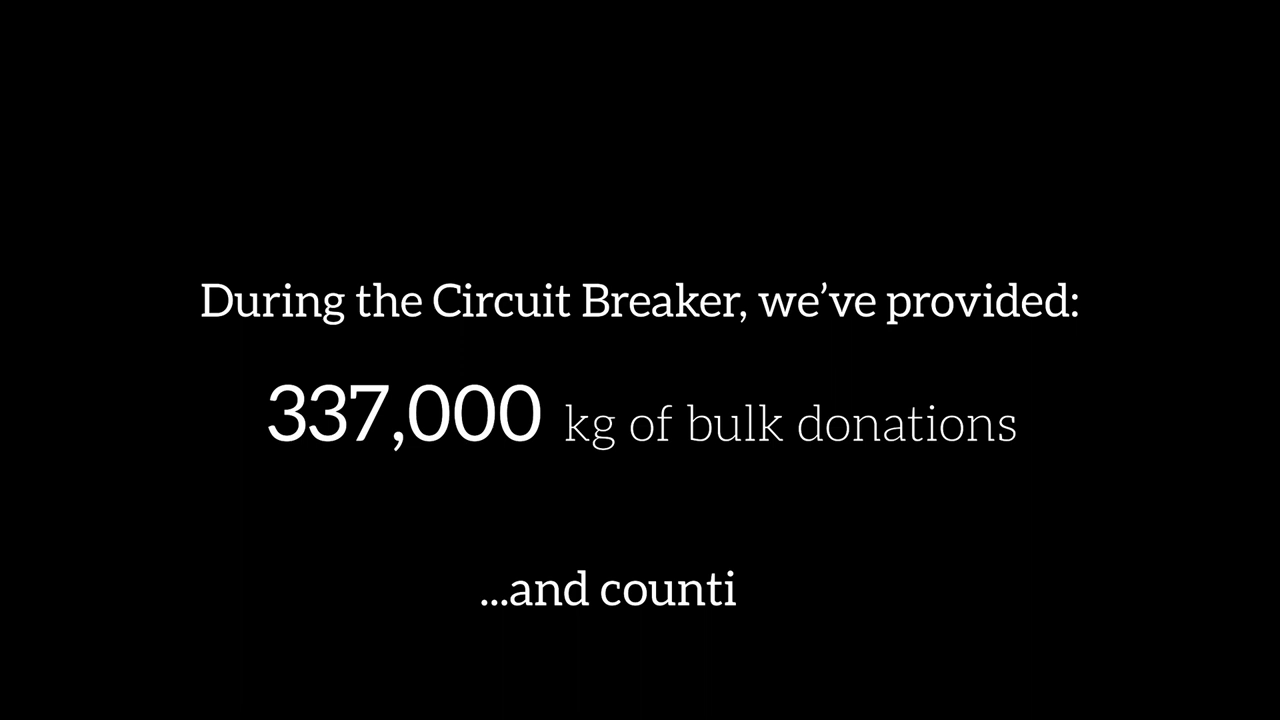 During the Circuit Breaker, we’ve provided:
337,000 kg of bulk donations
...and counti